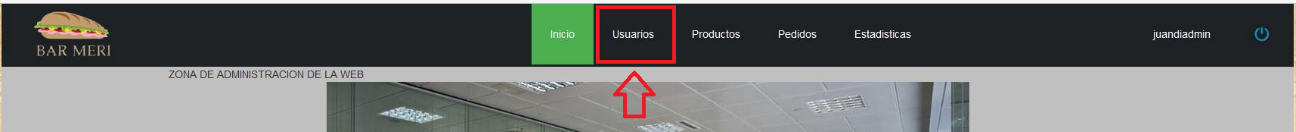 BAR MERI
Inicio Usuarios Productos Pedidos Estadisticas juandiadmin
ZONA DE ADMINISTRACION DE LA WEB